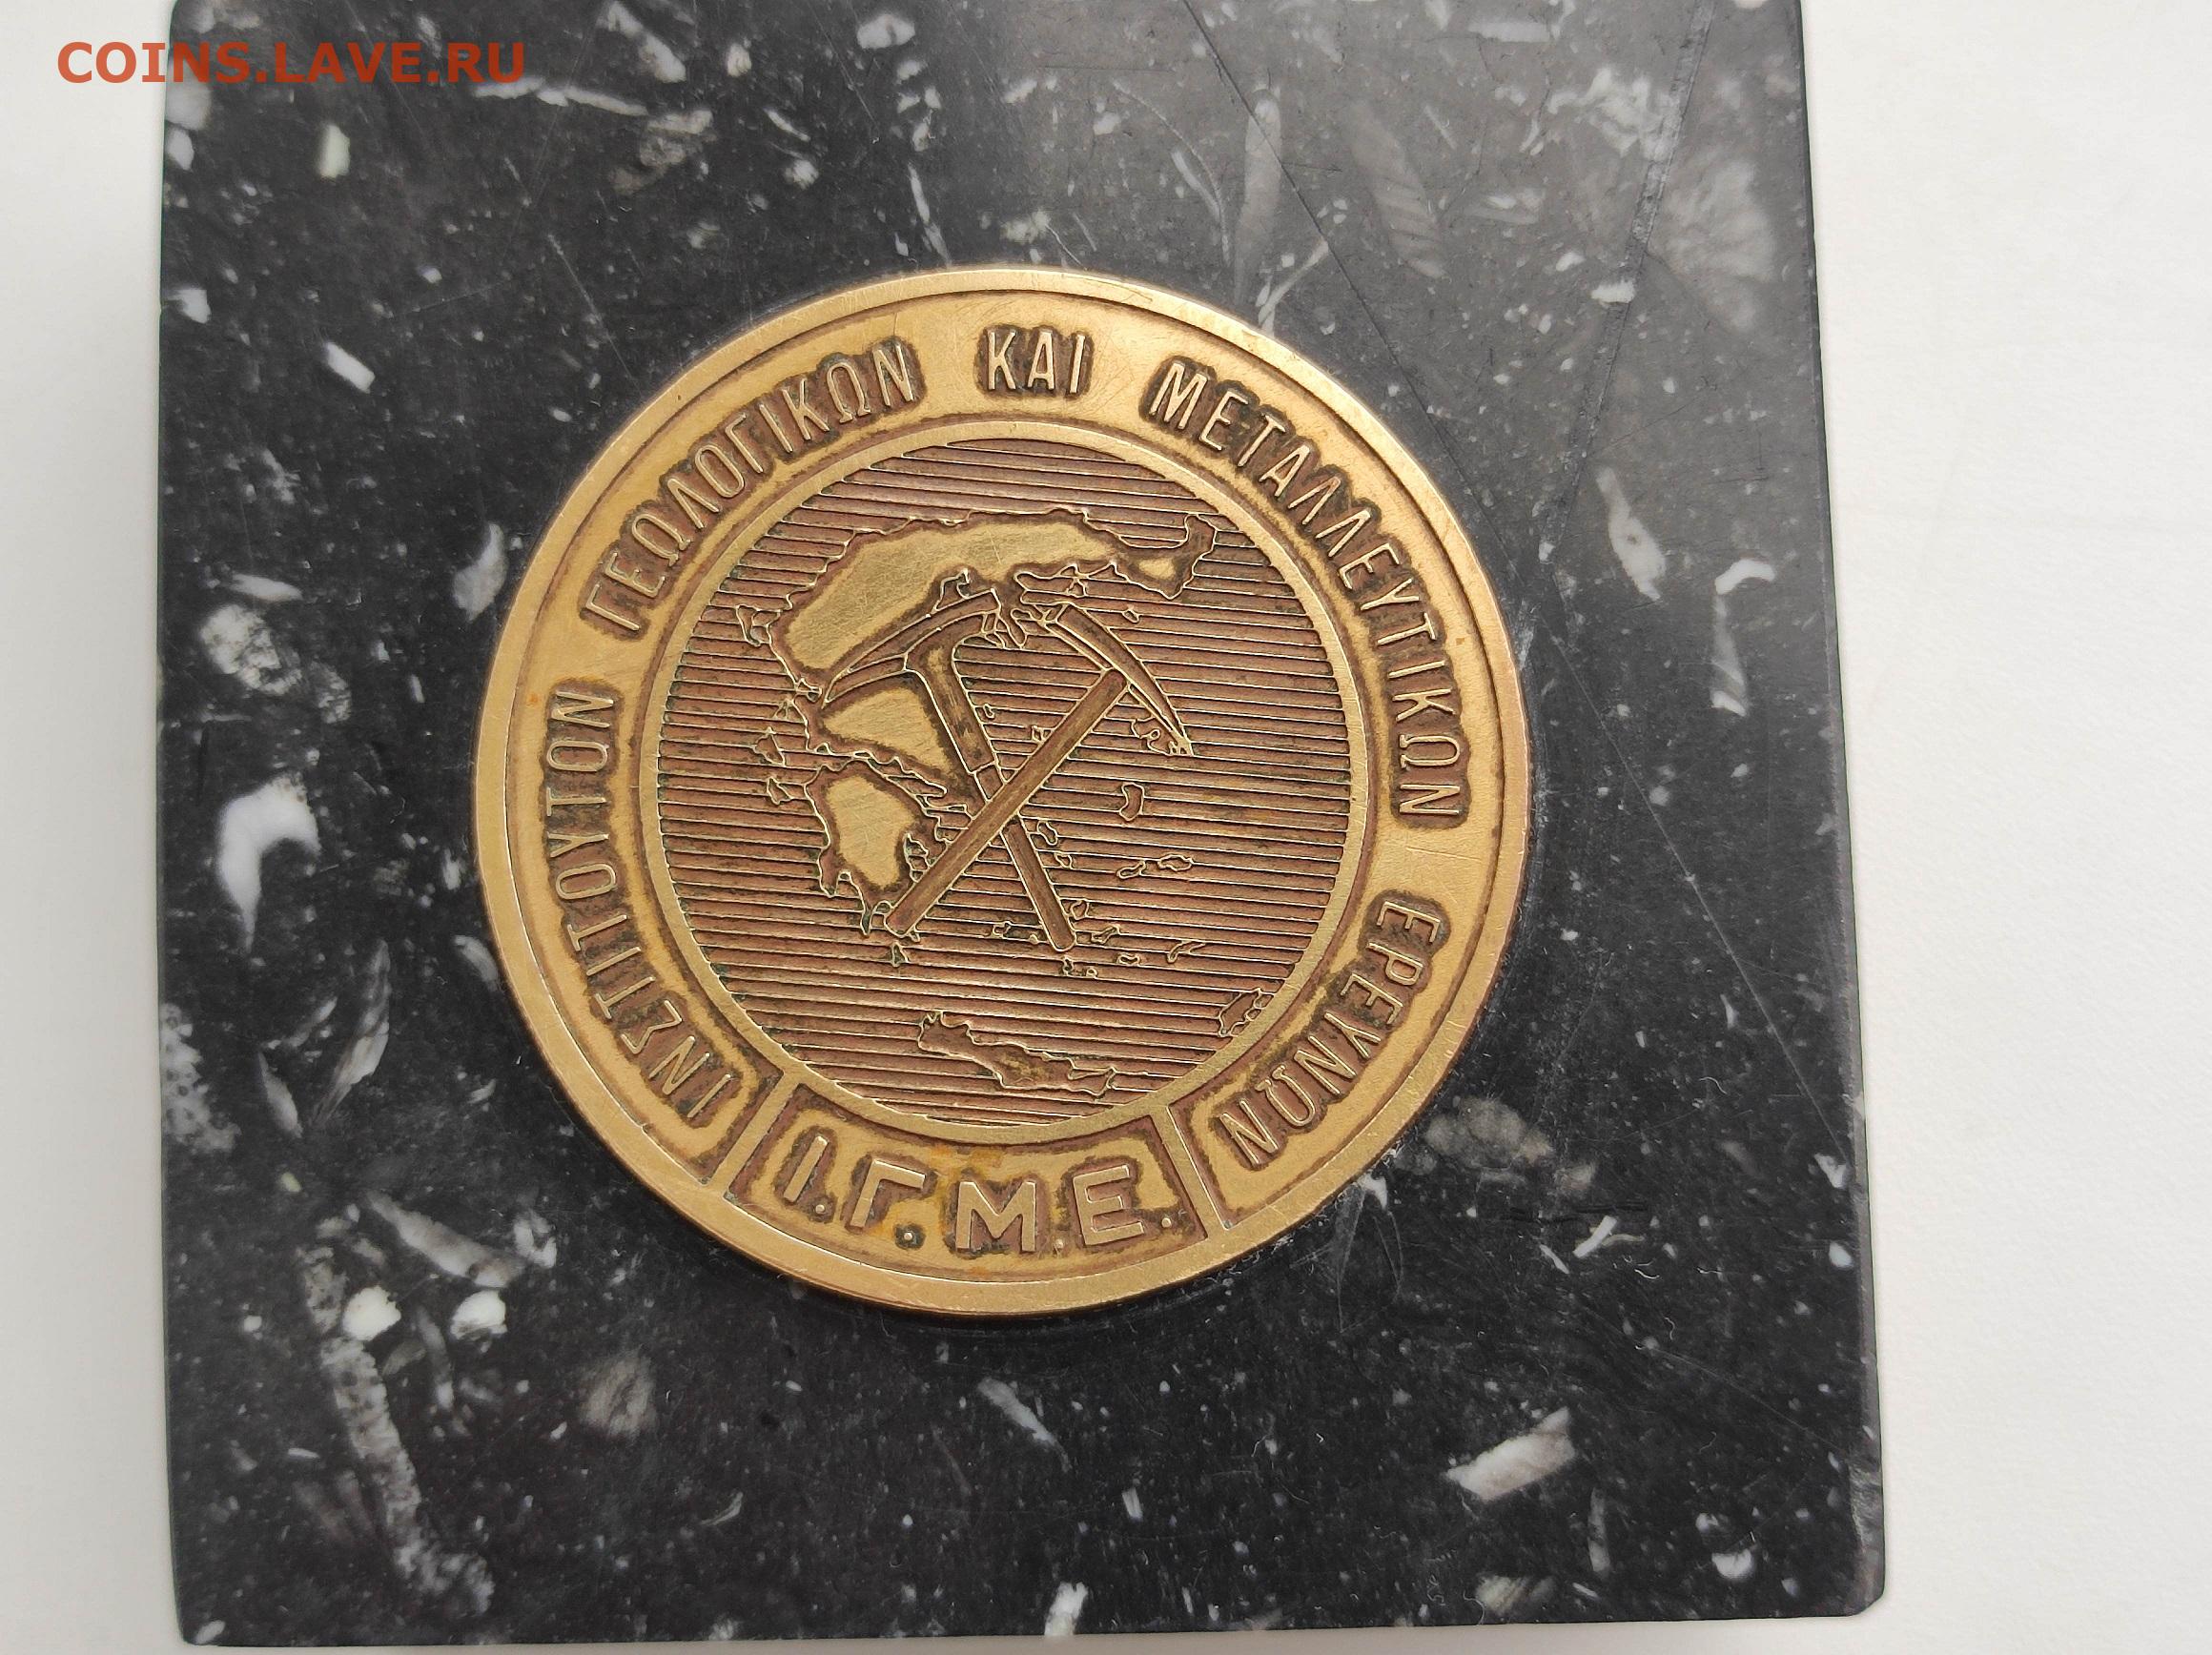 COINS.LAVE.RU
ΙΝΣΤΙΤΟΥΤΟΝ ΓΕΩΛΟΓΙΚΩΝ ΚΑΙ ΜΕΤΑΛΛΕΥΤΙΚΩΝ ΕΡΕΥΝΩΝ
Ι.Γ.Μ.Ε.